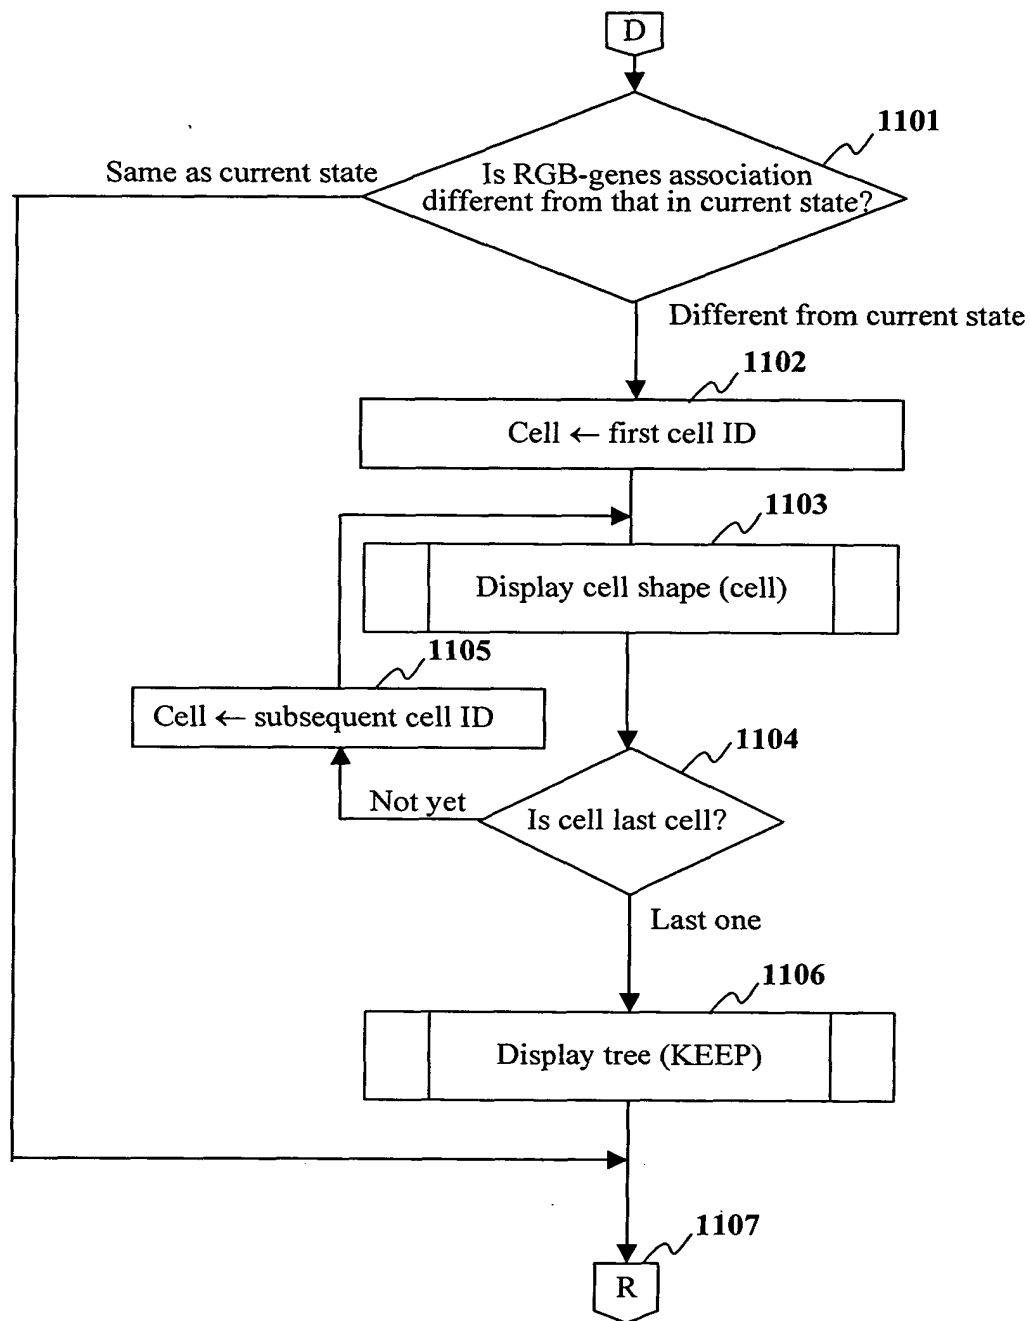 D
1101
Same as current state
Is RGB-genes association
different from that in current state?
Different from current state
1102
Cell ← first cell ID
1103
Display cell shape (cell)
1105
Cell ← subsequent cell ID
1104
Not yet
Is cell last cell?
Last one
1106
Display tree (KEEP)
1107
R